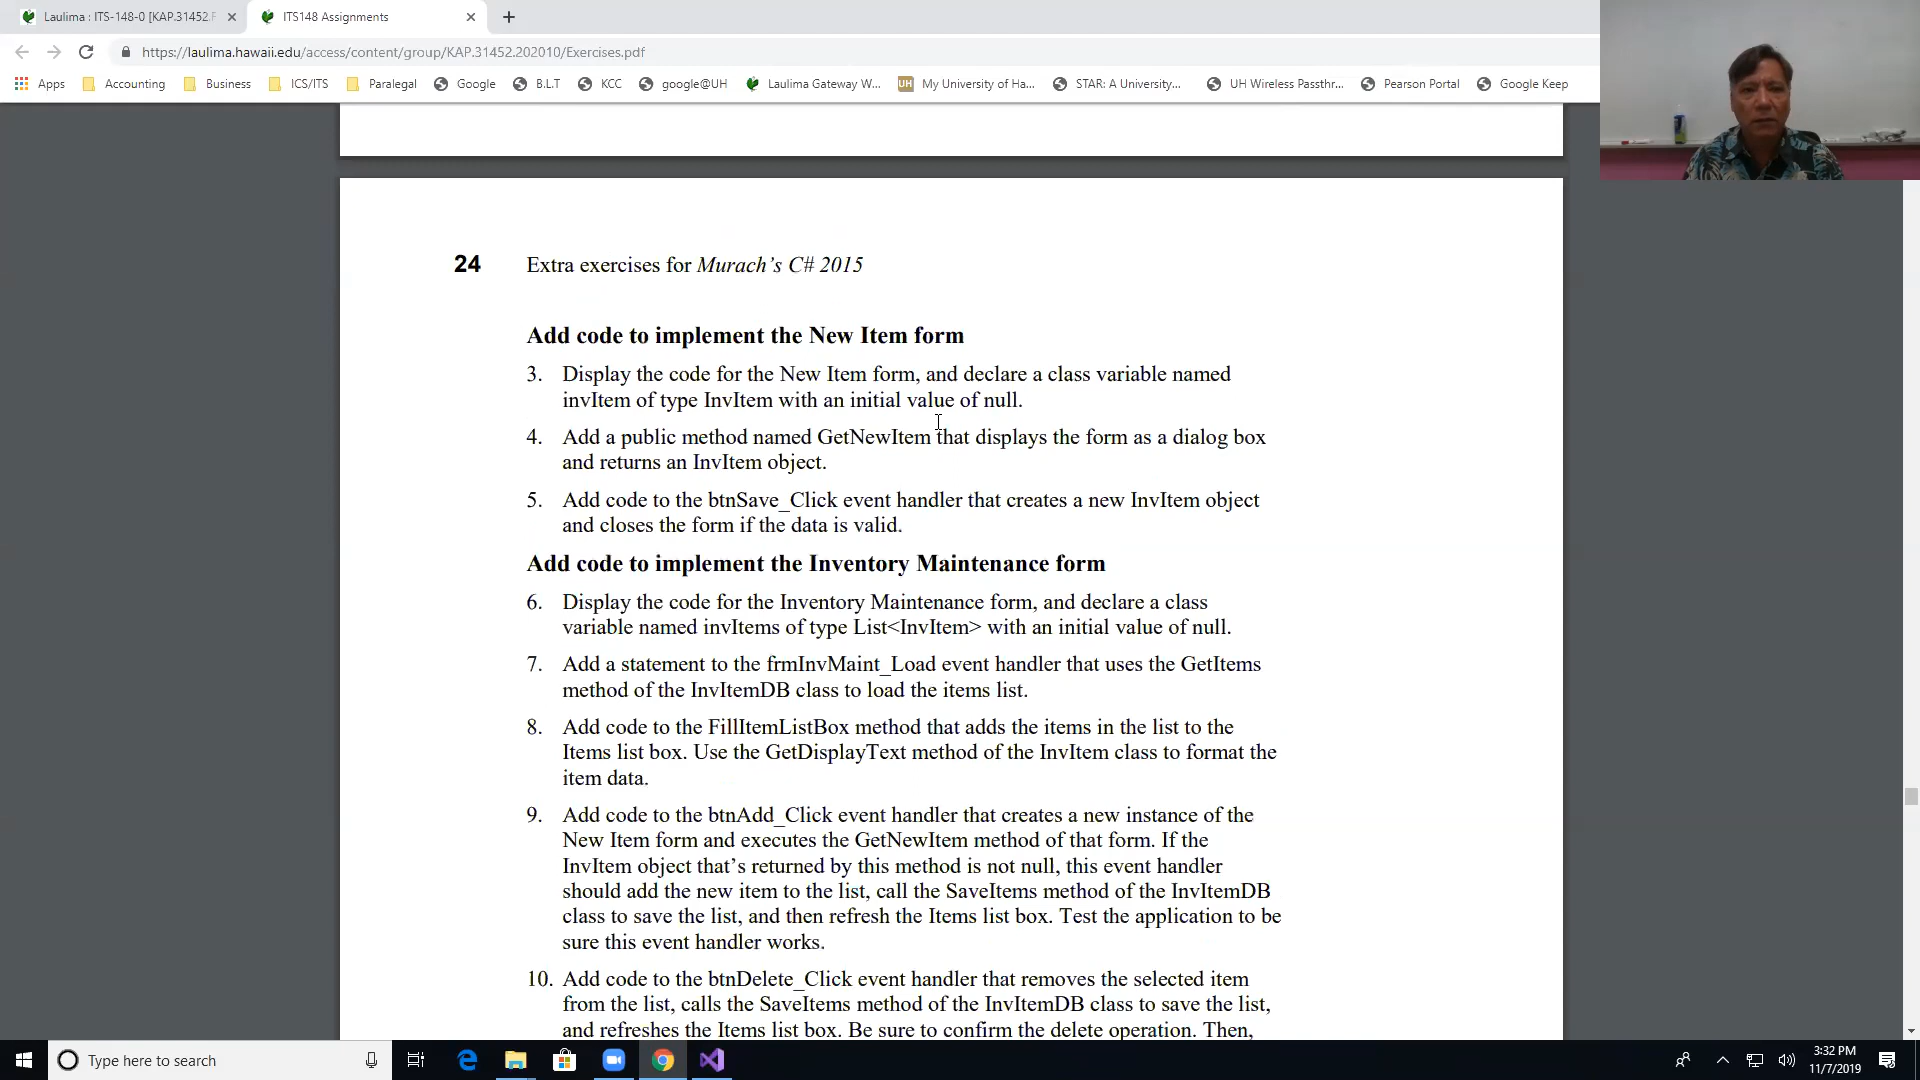 Laulima : ITS-148-0 [KAP.31452.F
ITS148 Assignments
https://laulima.hawaii.edu/access/content/group/KAP.31452.202010/Exercises.pdf
Apps Accounting Business ICS/ITS Paralegal Google B.L.T KCC google@UH Laulima Gateway W... My University of Ha... STAR: A University... UH Wireless Passthr... Pearson Portal Google Keep
24 Extra exercises for Murach's C# 2015
Add code to implement the New Item form
3. Display the code for the New Item form, and declare a class variable named
invItem of type InvItem with an initial value of null.
4. Add a public method named GetNewItem that displays the form as a dialog box
and returns an InvItem object.
5. Add code to the btnSave_Click event handler that creates a new InvItem object
and closes the form if the data is valid.
Add code to implement the Inventory Maintenance form
6. Display the code for the Inventory Maintenance form, and declare a class
variable named invItems of type List<InvItem> with an initial value of null.
7. Add a statement to the frmInvMaint_Load event handler that uses the GetItems
method of the InvItemDB class to load the items list.
8. Add code to the FillItemListBox method that adds the items in the list to the
Items list box. Use the GetDisplayText method of the InvItem class to format the
item data.
9. Add code to the btnAdd_Click event handler that creates a new instance of the
New Item form and executes the GetNewItem method of that form. If the
InvItem object that's returned by this method is not null, this event handler
should add the new item to the list, call the SaveItems method of the InvItemDB
class to save the list, and then refresh the Items list box. Test the application to be
sure this event handler works.
10. Add code to the btnDelete_Click event handler that removes the selected item
from the list, calls the SaveItems method of the InvItemDB class to save the list,
and refreshes the Items list box. Be sure to confirm the delete operation. Then,
Type here to search
3:32 PM
11/7/2019